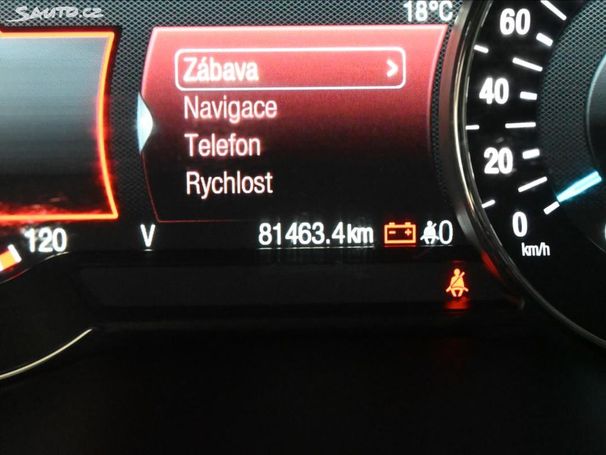 SAUTO.CZ
18°C
Zábava >
Navigace
Telefon
Rychlost
60
40
20
0
km/h
120
V
81463.4km
0